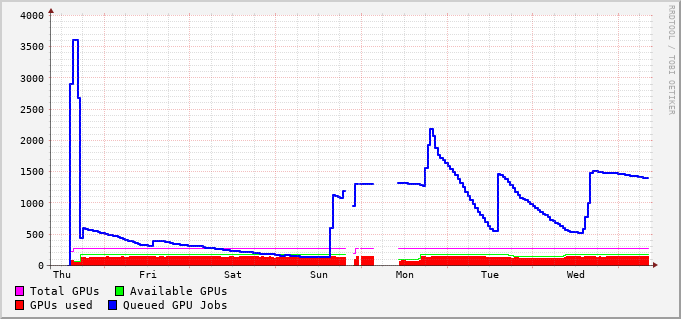 4000
3500
3000
2500
2000
1500
1000
500
0
Thu Fri Sat Sun Mon Tue Wed
Total GPUs Available GPUs
GPUs used Queued GPU Jobs
RRDTOOL / TOBI OETIKER